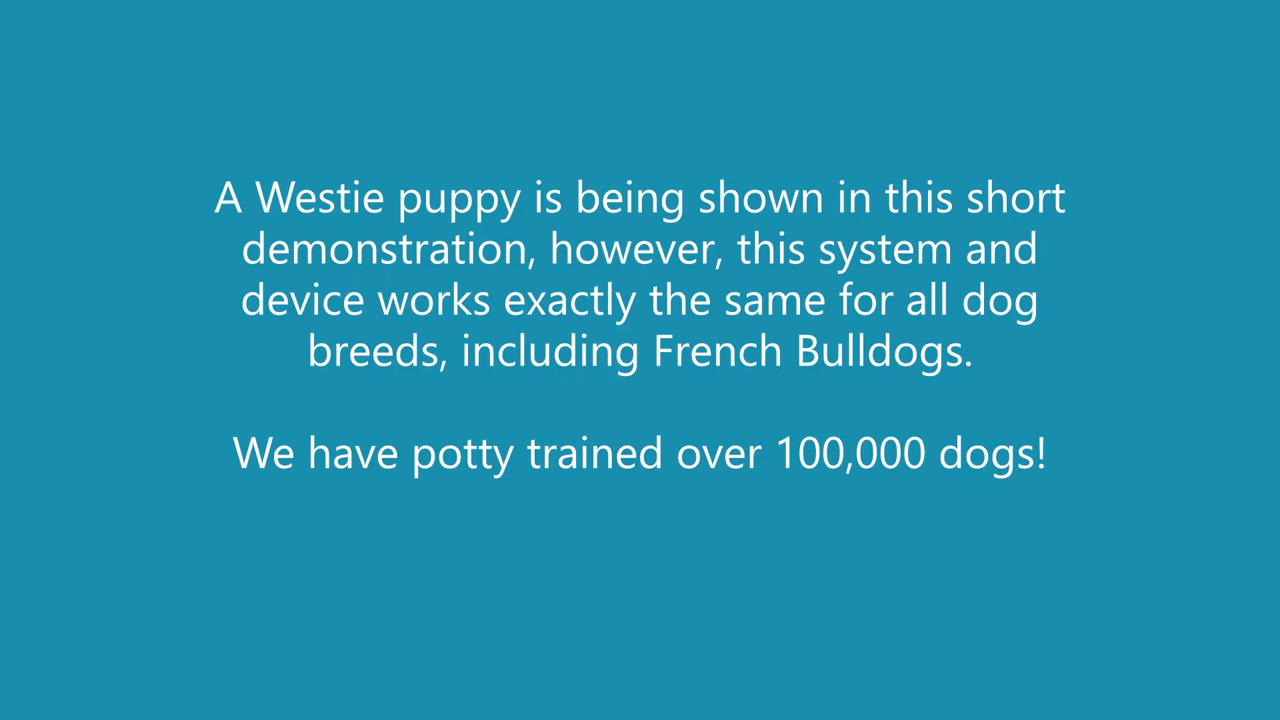 A Westie puppy is being shown in this short
demonstration, however, this system and
device works exactly the same for all dog
breeds, including French Bulldogs.
We have potty trained over 100,000 dogs!